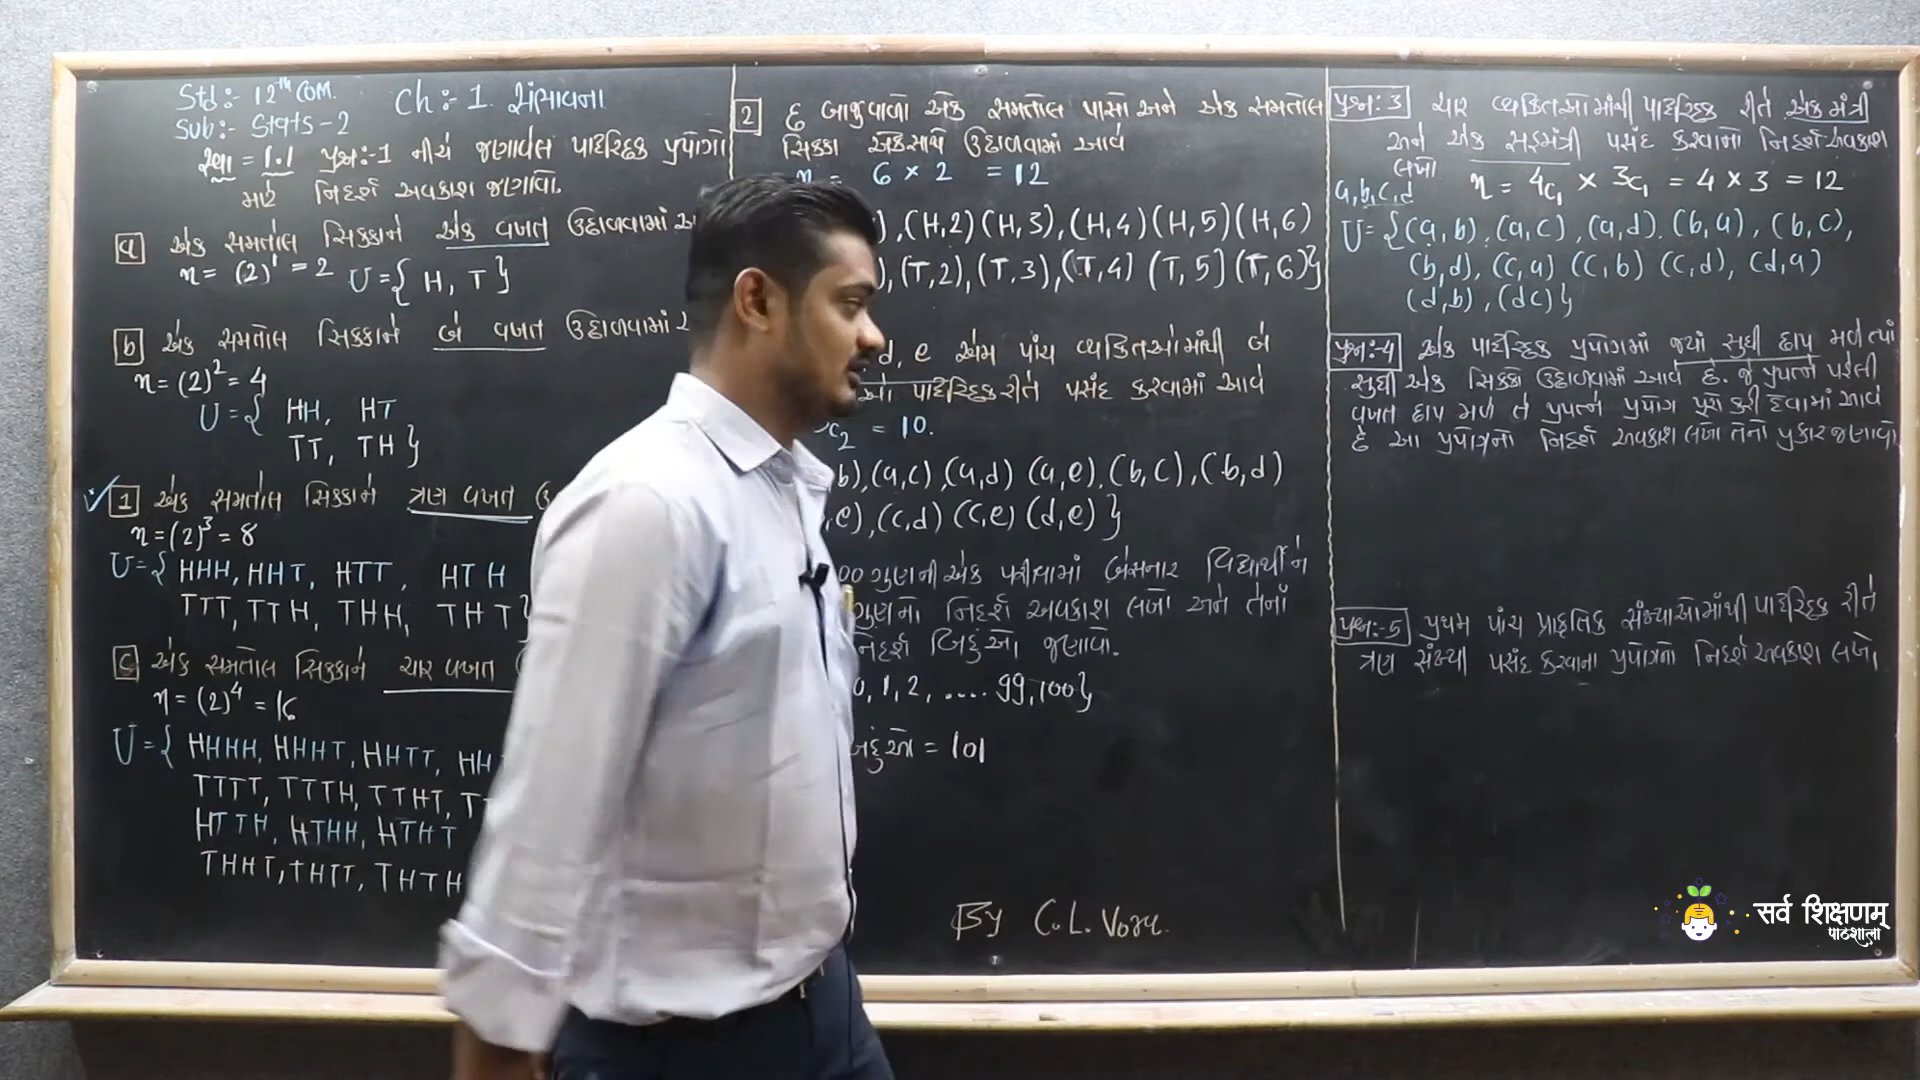 Std:- 12th COM.
Sub:- Stats-2
Ch:- 1. સંભાવના
સ્વા = 1.1 પ્રશ્ન:-1 નીચે જણાવેલ યાદૈચ્છિક પ્રયોગો
માટે નિદર્શ અવકાશ જણાવો.
a એક સમતોલ સિક્કાને એક વખત ઉછાળવામાં
n = (2)¹ = 2 U = { H, T }
b એક સમતોલ સિક્કાને બે વખત ઉછાળવામાં
n = (2)² = 4
U = { HH, HT
TT, TH }
1 એક સમતોલ સિક્કાને ત્રણ વખત
n = (2)³ = 8
U = { HHH, HHT, HTT, HTH
TTT, TTH, THH, THT }
C એક સમતોલ સિક્કાને ચાર વખત
n = (2)⁴ = 16
U = { HHHH, HHHT, HHTT, HH
TTTT, TTTH, TTHT, T
HTTH, HTHH, HTHT
THHT, THTT, THTH
2 6 બાજુવાળો એક સમતોલ પાસો અને એક સમતોલ
સિક્કો એકસાથે ઉછાળવામાં આવે
n = 6 × 2 = 12
), (H,2) (H,3), (H,4) (H,5) (H,6)
), (T,2), (T,3), (T,4) (T,5] (T,6)}
d, e એમ પાંચ વ્યક્તિઓમાંથી બે
ઓ યાદૈચ્છિક રીતે પસંદ કરવામાં આવે
c₂ = 10.
b), (a,c), (a,d) (a,e), (b,c), (b,d)
,e), (c,d) (c,e) (d,e) }
00 ગુણની એક પરીક્ષામાં બેસનાર વિદ્યાર્થીને
ગુણનો નિદર્શ અવકાશ લખો અને તેનાં
નિદર્શ બિંદુઓ જણાવો.
0, 1, 2, .... 99, 100}
બિંદુઓ = 101
By C.L. Vora.
પ્રશ્ન:3 ચાર વ્યક્તિઓમાંથી યાદૈચ્છિક રીતે એક મંત્રી
અને એક સહમંત્રી પસંદ કરવાનો નિદર્શ અવકાશ
લખો
a,b,c,d n = 4c₁ × 3c₁ = 4 × 3 = 12
U = {(a,b), (a,c), (a,d), (b,a), (b,c),
(b,d), (c,a) (c,b) (c,d), (d,a)
(d,b), (dc)}
પ્રશ્ન:-4 એક યાદૈચ્છિક પ્રયોગમાં જ્યાં સુધી છાપ મળે ત્યાં
સુધી એક સિક્કો ઉછાળવામાં આવે છે. જે પ્રયત્ને પહેલી
વખત છાપ મળે તે પ્રયત્ને પ્રયોગ પૂરો કરી દેવામાં આવે
છે આ પ્રયોગનો નિદર્શ અવકાશ લખો તેનો પ્રકાર જણાવો
પ્રશ્ન:-5 પ્રથમ પાંચ પ્રાકૃતિક સંખ્યાઓમાંથી યાદૈચ્છિક રીતે
ત્રણ સંખ્યા પસંદ કરવાના પ્રયોગનો નિદર્શ અવકાશ લખો.
सर्व शिक्षणम्
पाठशाला